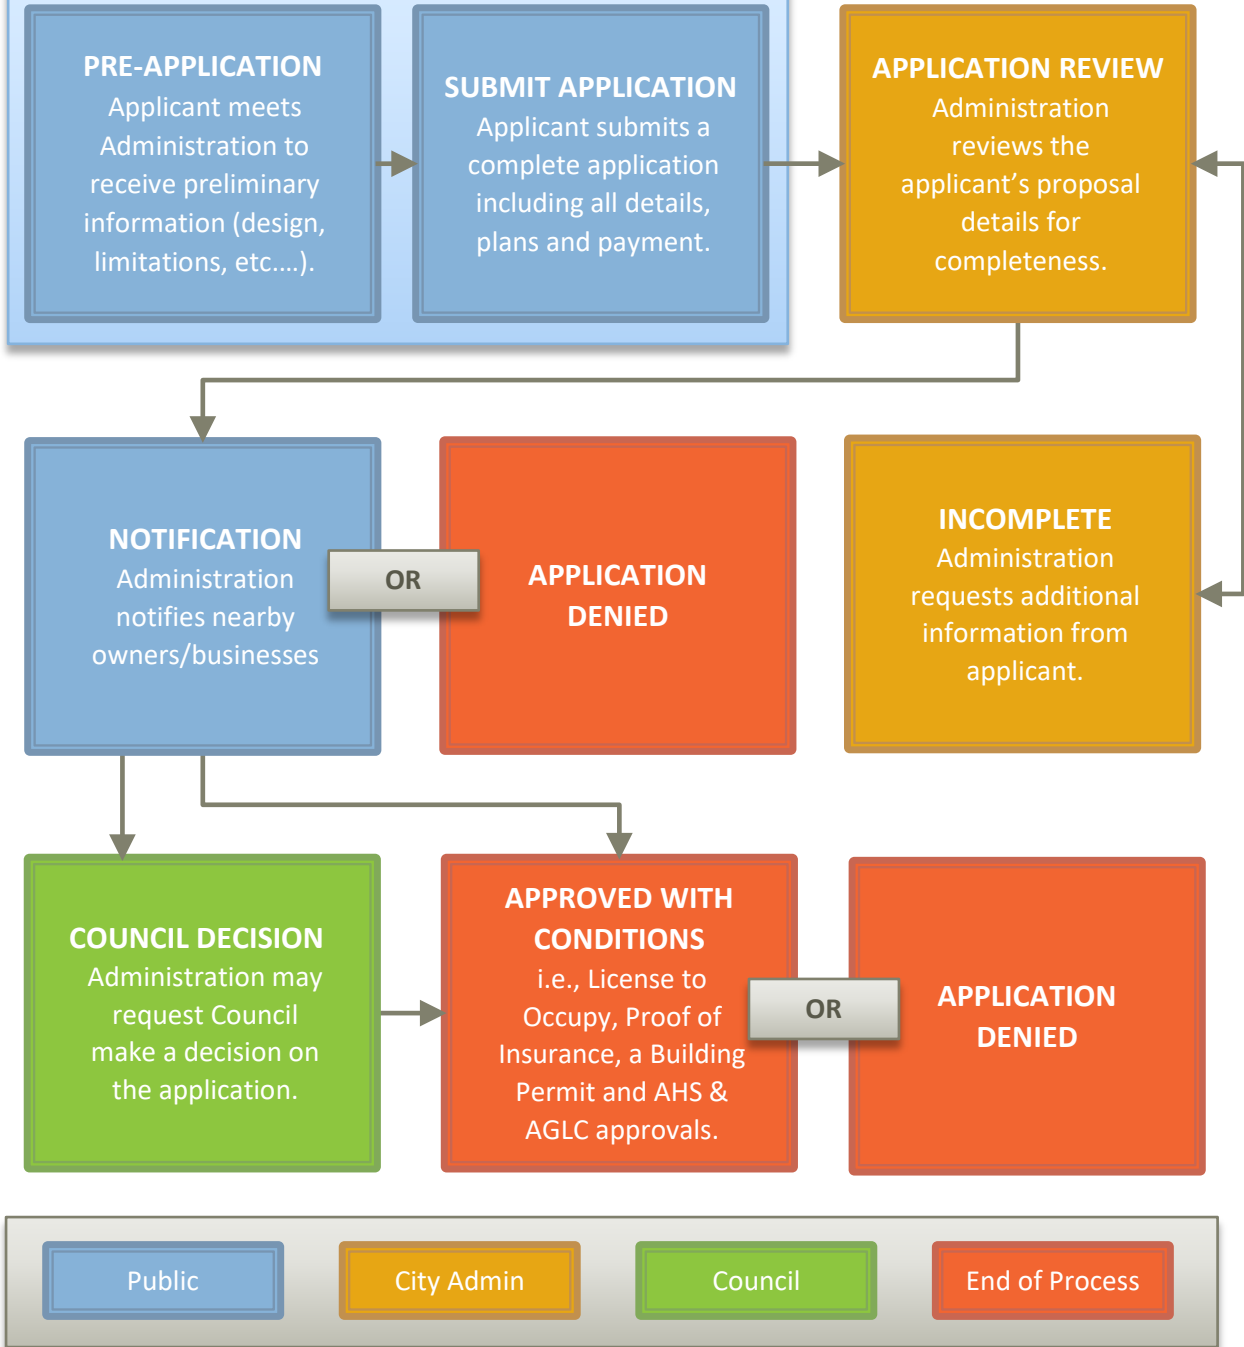 PRE-APPLICATION
Applicant meets
Administration to
receive preliminary
information (design,
limitations, etc....).
SUBMIT APPLICATION
Applicant submits a
complete application
including all details,
plans and payment.
APPLICATION REVIEW
Administration
reviews the
applicant’s proposal
details for
completeness.
NOTIFICATION
Administration
notifies nearby
owners/businesses
OR
APPLICATION
DENIED
INCOMPLETE
Administration
requests additional
information from
applicant.
COUNCIL DECISION
Administration may
request Council
make a decision on
the application.
APPROVED WITH
CONDITIONS
i.e., License to
Occupy, Proof of
Insurance, a Building
Permit and AHS &
AGLC approvals.
OR
APPLICATION
DENIED
Public
City Admin
Council
End of Process